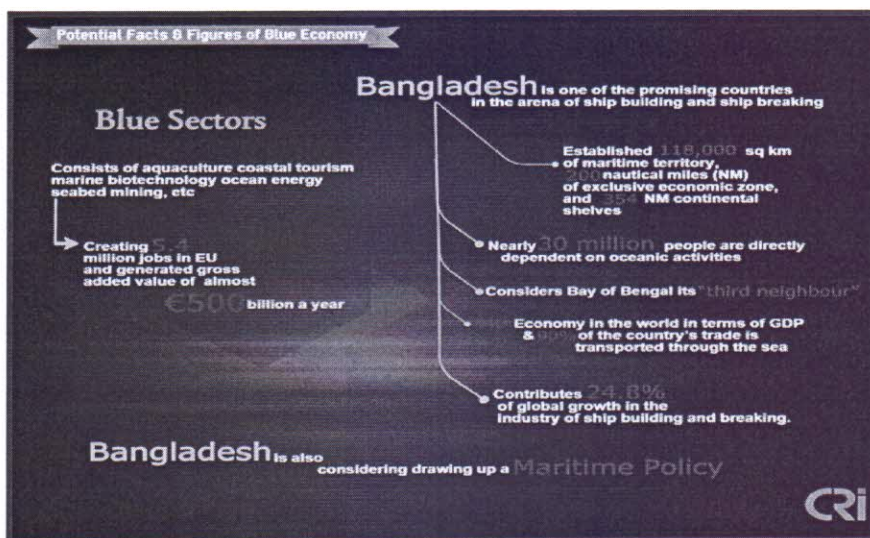 Potential Facts & Figures of Blue Economy
Blue Sectors
Consists of aquaculture coastal tourism
marine biotechnology ocean energy
seabed mining, etc
Creating 5.4
million jobs in EU
and generated gross
added value of almost
€500 billion a year
Bangladesh is one of the promising countries
in the arena of ship building and ship breaking
Established 118,000 sq km
of maritime territory,
200 nautical miles (NM)
of exclusive economic zone,
and 354 NM continental
shelves
Nearly 30 million people are directly
dependent on oceanic activities
Considers Bay of Bengal its "third neighbour"
Economy in the world in terms of GDP
& of the country's trade is
transported through the sea
Contributes 24.8%
of global growth in the
industry of ship building and breaking.
Bangladesh is also
considering drawing up a Maritime Policy
CRi